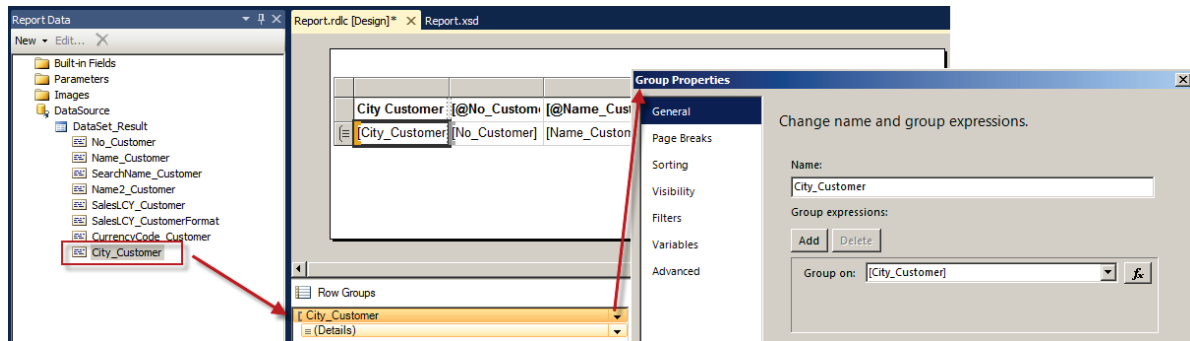 Report Data
New Edit...
Built-in Fields
Parameters
Images
DataSource
DataSet_Result
No_Customer
Name_Customer
SearchName_Customer
Name2_Customer
SalesLCY_Customer
SalesLCY_CustomerFormat
CurrencyCode_Customer
City_Customer
Report.rdlc [Design]* Report.xsd
City Customer [@No_Custom [@Name_Cust
[City_Customer [No_Customer] [Name_Custom
Row Groups
City_Customer
(Details)
Group Properties
General
Page Breaks
Sorting
Visibility
Filters
Variables
Advanced
Change name and group expressions.
Name:
City_Customer
Group expressions:
Add Delete
Group on: [City_Customer] fx